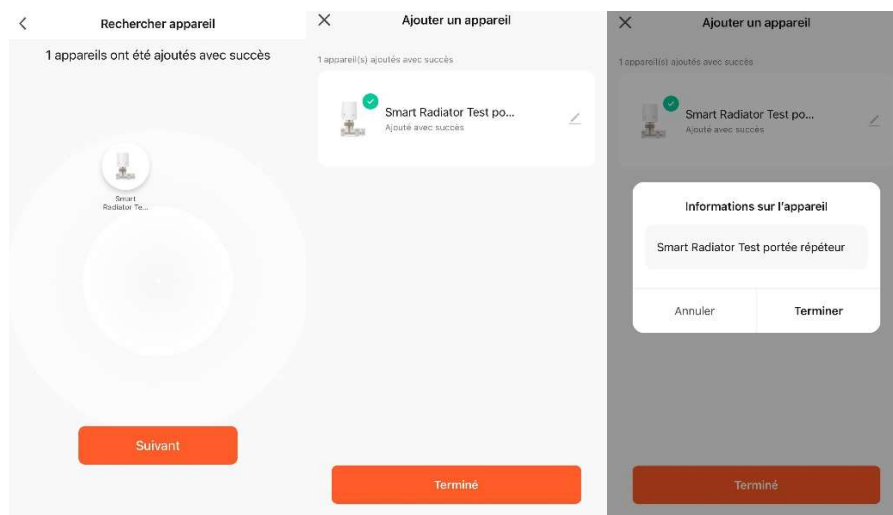 Rechercher appareil
1 appareils ont été ajoutés avec succès
Smart
Radiator Te...
Suivant
Ajouter un appareil
1 appareil(s) ajoutés avec succès
Smart Radiator Test po...
Ajouté avec succès
Terminé
Ajouter un appareil
1 appareil(s) ajoutés avec succès
Smart Radiator Test po...
Ajouté avec succès
Informations sur l'appareil
Smart Radiator Test portée répéteur
Annuler
Terminer
Terminé